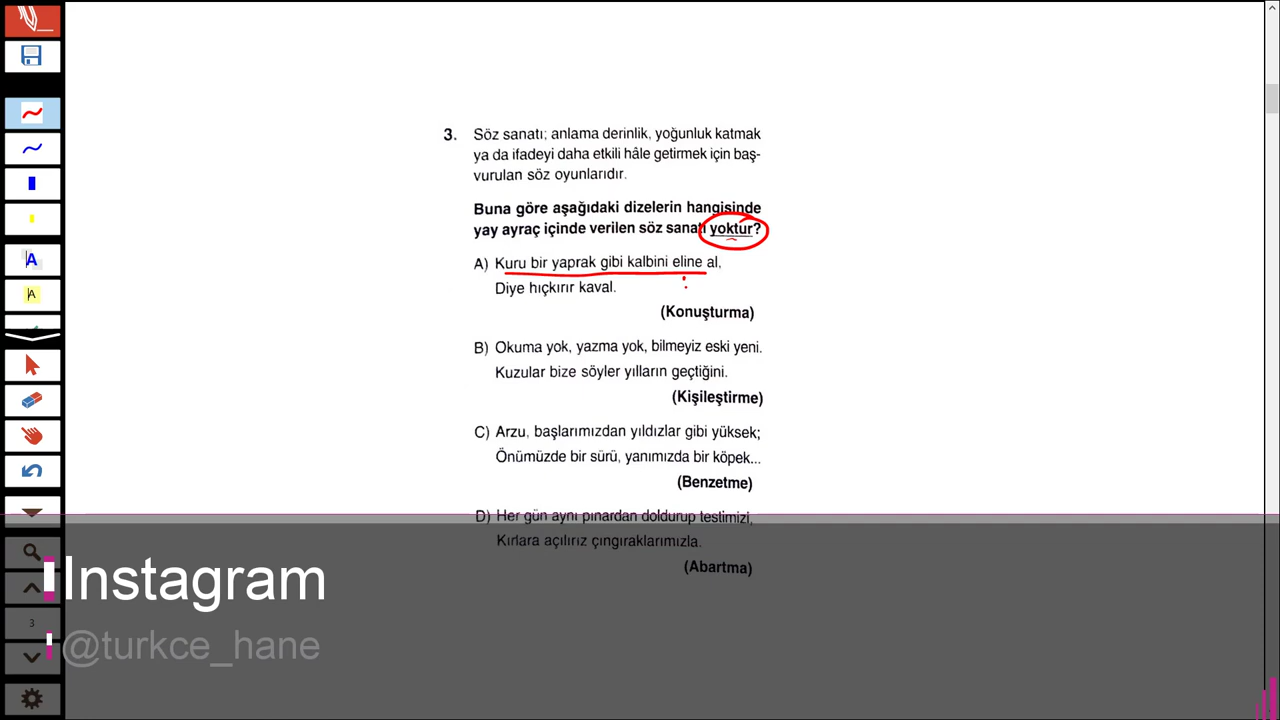 3. Söz sanatı; anlama derinlik, yoğunluk katmak
ya da ifadeyi daha etkili hâle getirmek için baş-
vurulan söz oyunlarıdır.
Buna göre aşağıdaki dizelerin hangisinde
yay ayraç içinde verilen söz sanatı yoktur?
A) Kuru bir yaprak gibi kalbini eline al,
Diye hıçkırır kaval.
(Konuşturma)
B) Okuma yok, yazma yok, bilmeyiz eski yeni.
Kuzular bize söyler yılların geçtiğini.
(Kişileştirme)
C) Arzu, başlarımızdan yıldızlar gibi yüksek;
Önümüzde bir sürü, yanımızda bir köpek...
(Benzetme)
D) Her gün aynı pınardan doldurup testimizi,
Kırlara açılırız çıngıraklarımızla.
(Abartma)
A
A
3
Instagram
@turkce_hane